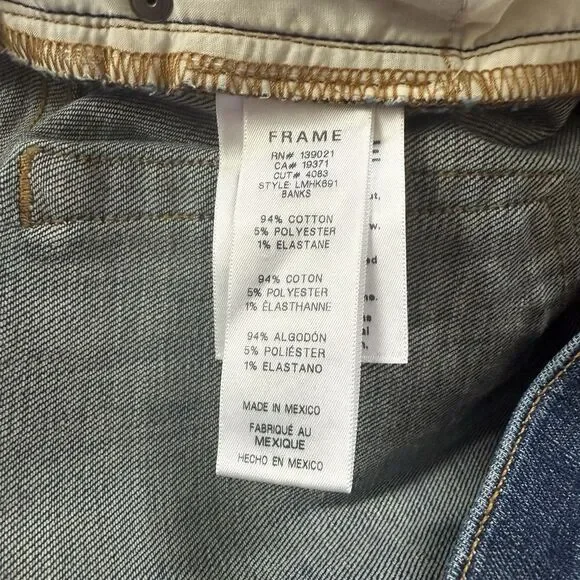 FRAME
RN# 139021
CA# 19371
CUT# 4083
STYLE: LMHK691
BANKS
94% COTTON
5% POLYESTER
1% ELASTANE
94% COTON
5% POLYESTER
1% ÉLASTHANNE
94% ALGODÓN
5% POLIÉSTER
1% ELASTANO
MADE IN MEXICO
FABRIQUÉ AU
MEXIQUE
HECHO EN MEXICO